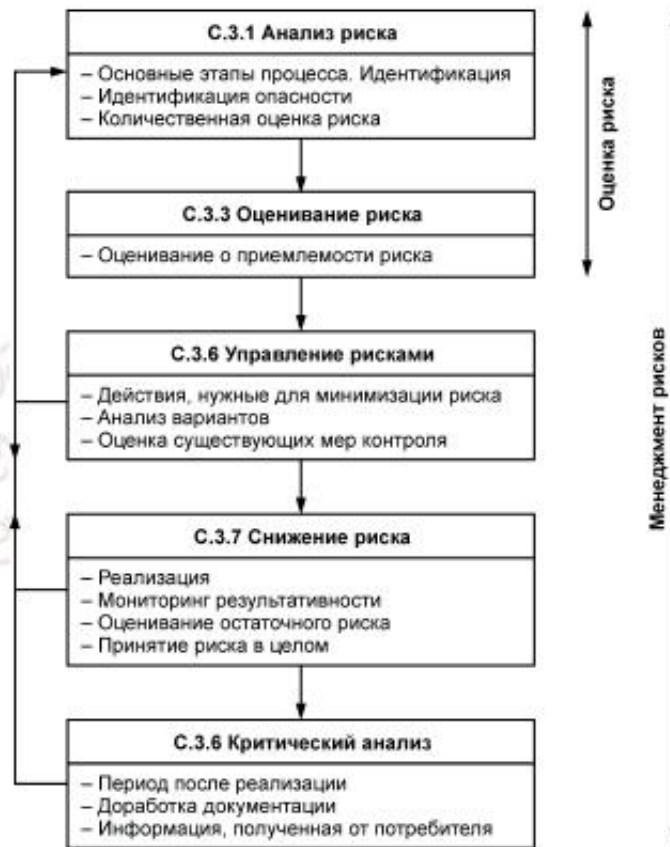 С.3.1 Анализ риска
– Основные этапы процесса. Идентификация
– Идентификация опасности
– Количественная оценка риска
С.3.3 Оценивание риска
– Оценивание о приемлемости риска
С.3.6 Управление рисками
– Действия, нужные для минимизации риска
– Анализ вариантов
– Оценка существующих мер контроля
С.3.7 Снижение риска
– Реализация
– Мониторинг результативности
– Оценивание остаточного риска
– Принятие риска в целом
С.3.6 Критический анализ
– Период после реализации
– Доработка документации
– Информация, полученная от потребителя
Оценка риска
Менеджмент рисков